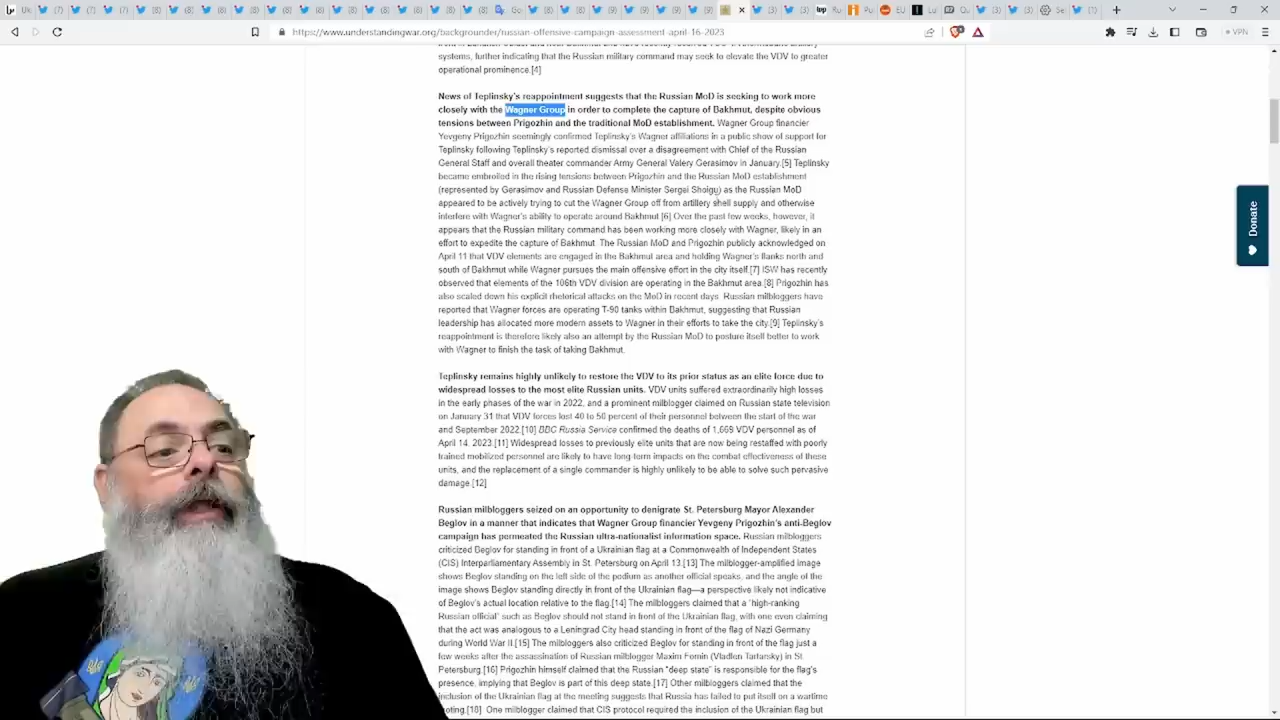 https://www.understandingwar.org/backgrounder/russian-offensive-campaign-assessment-april-16-2023
VPN
systems, further indicating that the Russian military command may seek to elevate the VDV to greater
operational prominence.[4]
News of Teplinsky's reappointment suggests that the Russian MoD is seeking to work more
closely with the Wagner Group in order to complete the capture of Bakhmut, despite obvious
tensions between Prigozhin and the traditional MoD establishment. Wagner Group financier
Yevgeny Prigozhin seemingly confirmed Teplinsky's Wagner affiliations in a public show of support for
Teplinsky following Teplinsky's reported dismissal over a disagreement with Chief of the Russian
General Staff and overall theater commander Army General Valery Gerasimov in January.[5] Teplinsky
became embroiled in the rising tensions between Prigozhin and the Russian MoD establishment
(represented by Gerasimov and Russian Defense Minister Sergei Shoigu) as the Russian MoD
appeared to be actively trying to cut the Wagner Group off from artillery shell supply and otherwise
interfere with Wagner's ability to operate around Bakhmut.[6] Over the past few weeks, however, it
appears that the Russian military command has been working more closely with Wagner, likely in an
effort to expedite the capture of Bakhmut. The Russian MoD and Prigozhin publicly acknowledged on
April 11 that VDV elements are engaged in the Bakhmut area and holding Wagner's flanks north and
south of Bakhmut while Wagner pursues the main offensive effort in the city itself.[7] ISW has recently
observed that elements of the 106th VDV division are operating in the Bakhmut area.[8] Prigozhin has
also scaled down his explicit rhetorical attacks on the MoD in recent days. Russian milbloggers have
reported that Wagner forces are operating T-90 tanks within Bakhmut, suggesting that Russian
leadership has allocated more modern assets to Wagner in their efforts to take the city.[9] Teplinsky's
reappointment is therefore likely also an attempt by the Russian MoD to posture itself better to work
with Wagner to finish the task of taking Bakhmut.
Teplinsky remains highly unlikely to restore the VDV to its prior status as an elite force due to
widespread losses to the most elite Russian units. VDV units suffered extraordinarily high losses
in the early phases of the war in 2022, and a prominent milblogger claimed on Russian state television
on January 31 that VDV forces lost 40 to 50 percent of their personnel between the start of the war
and September 2022.[10] BBC Russia Service confirmed the deaths of 1,669 VDV personnel as of
April 14, 2023.[11] Widespread losses to previously elite units that are now being restaffed with poorly
trained mobilized personnel are likely to have long-term impacts on the combat effectiveness of these
units, and the replacement of a single commander is highly unlikely to be able to solve such pervasive
damage.[12]
Russian milbloggers seized on an opportunity to denigrate St. Petersburg Mayor Alexander
Beglov in a manner that indicates that Wagner Group financier Yevgeny Prigozhin's anti-Beglov
campaign has permeated the Russian ultra-nationalist information space. Russian milbloggers
criticized Beglov for standing in front of a Ukrainian flag at a Commonwealth of Independent States
(CIS) Interparliamentary Assembly in St. Petersburg on April 13.[13] The milblogger-amplified image
shows Beglov standing on the left side of the podium as another official speaks, and the angle of the
image shows Beglov standing directly in front of the Ukrainian flag—a perspective likely not indicative
of Beglov's actual location relative to the flag.[14] The milbloggers claimed that a "high-ranking
Russian official" such as Beglov should not stand in front of the Ukrainian flag, with one even claiming
that the act was analogous to a Leningrad City head standing in front of the flag of Nazi Germany
during World War II.[15] The milbloggers also criticized Beglov for standing in front of the flag just a
few weeks after the assassination of Russian milblogger Maxim Fomin (Vladlen Tartarsky) in St.
Petersburg.[16] Prigozhin himself claimed that the Russian "deep state" is responsible for the flag's
presence, implying that Beglov is part of this deep state.[17] Other milbloggers claimed that the
inclusion of the Ukrainian flag at the meeting suggests that Russia has failed to put itself on a wartime
footing.[18] One milblogger claimed that CIS protocol required the inclusion of the Ukrainian flag but
Donate